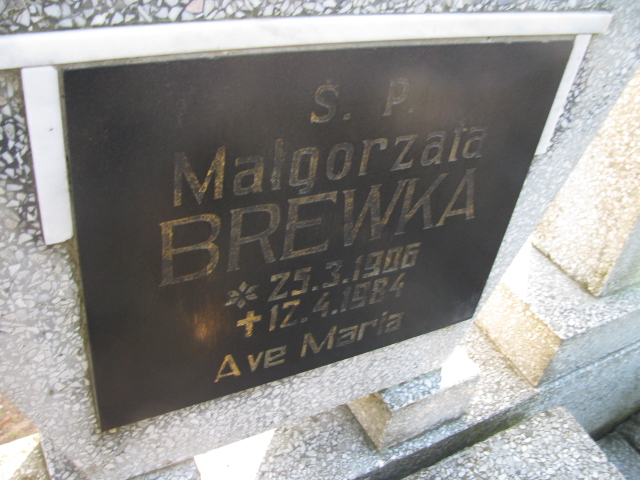 Ś. P.
Małgorzata
BREWKA
* 25.3.1906
✝ 12.4.1984
Ave Maria